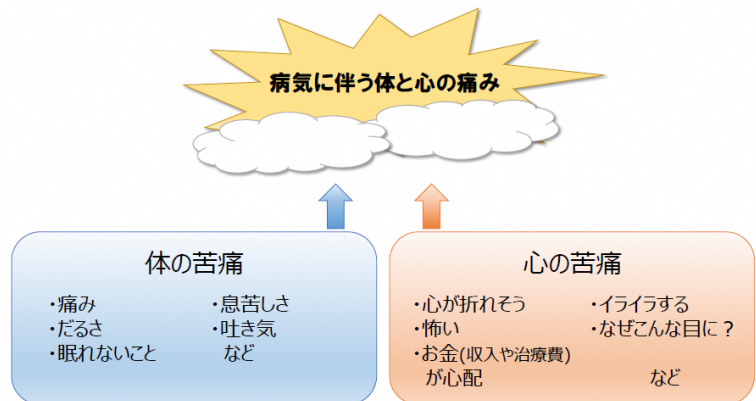 病気に伴う体と心の痛み
体の苦痛
・痛み
・だるさ
・眠れないこと
・息苦しさ
・吐き気
など
心の苦痛
・心が折れそう
・怖い
・お金(収入や治療費)
が心配
・イライラする
・なぜこんな目に？
など